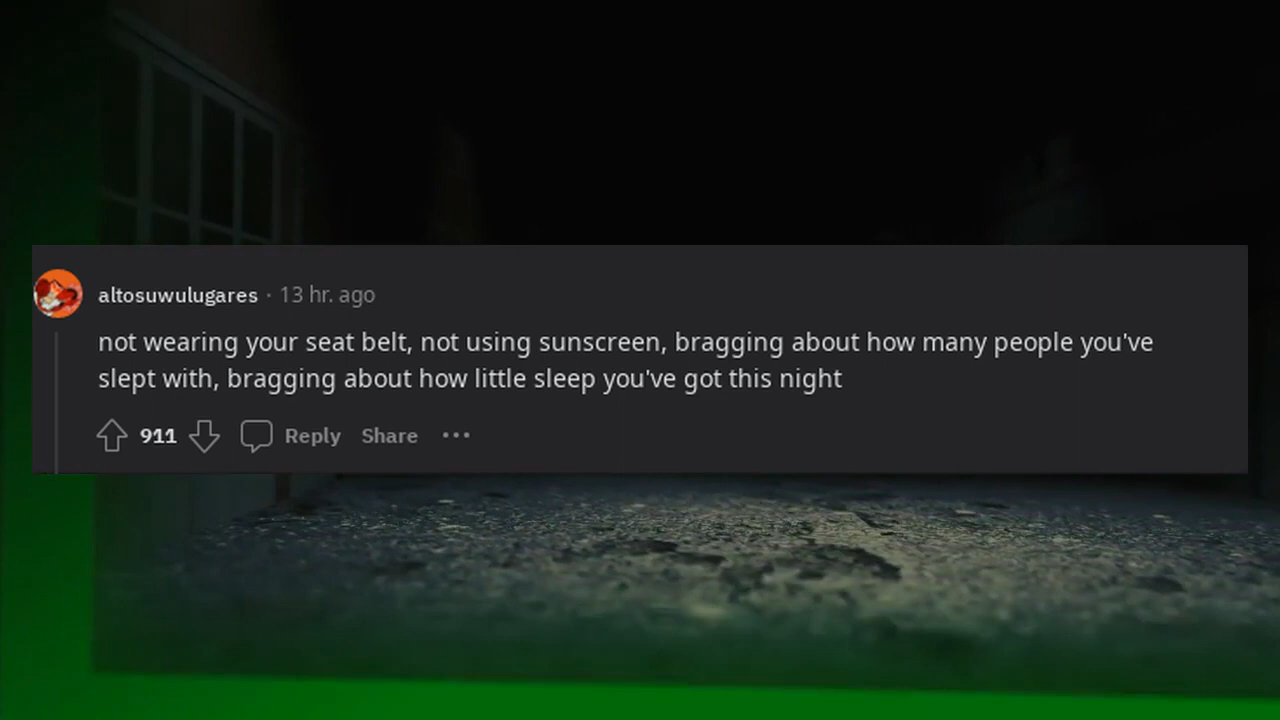 altosuwulugares · 13 hr. ago
not wearing your seat belt, not using sunscreen, bragging about how many people you've
slept with, bragging about how little sleep you've got this night
911 Reply Share ···